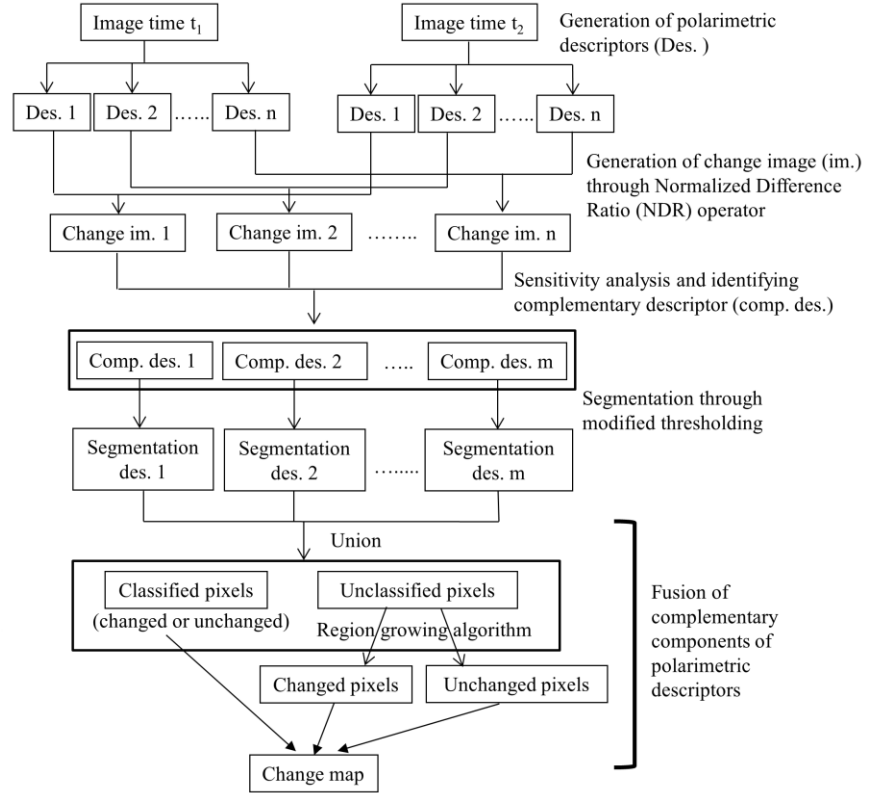 Image time t1
Image time t2
Generation of polarimetric
descriptors (Des. )
Des. 1
Des. 2
......
Des. n
Des. 1
Des. 2
......
Des. n
Generation of change image (im.)
through Normalized Difference
Ratio (NDR) operator
Change im. 1
Change im. 2
........
Change im. n
Sensitivity analysis and identifying
complementary descriptor (comp. des.)
Comp. des. 1
Comp. des. 2
.....
Comp. des. m
Segmentation through
modified thresholding
Segmentation
des. 1
Segmentation
des. 2
........
Segmentation
des. m
Union
Classified pixels
(changed or unchanged)
Unclassified pixels
Region growing algorithm
Changed pixels
Unchanged pixels
Change map
Fusion of
complementary
components of
polarimetric
descriptors